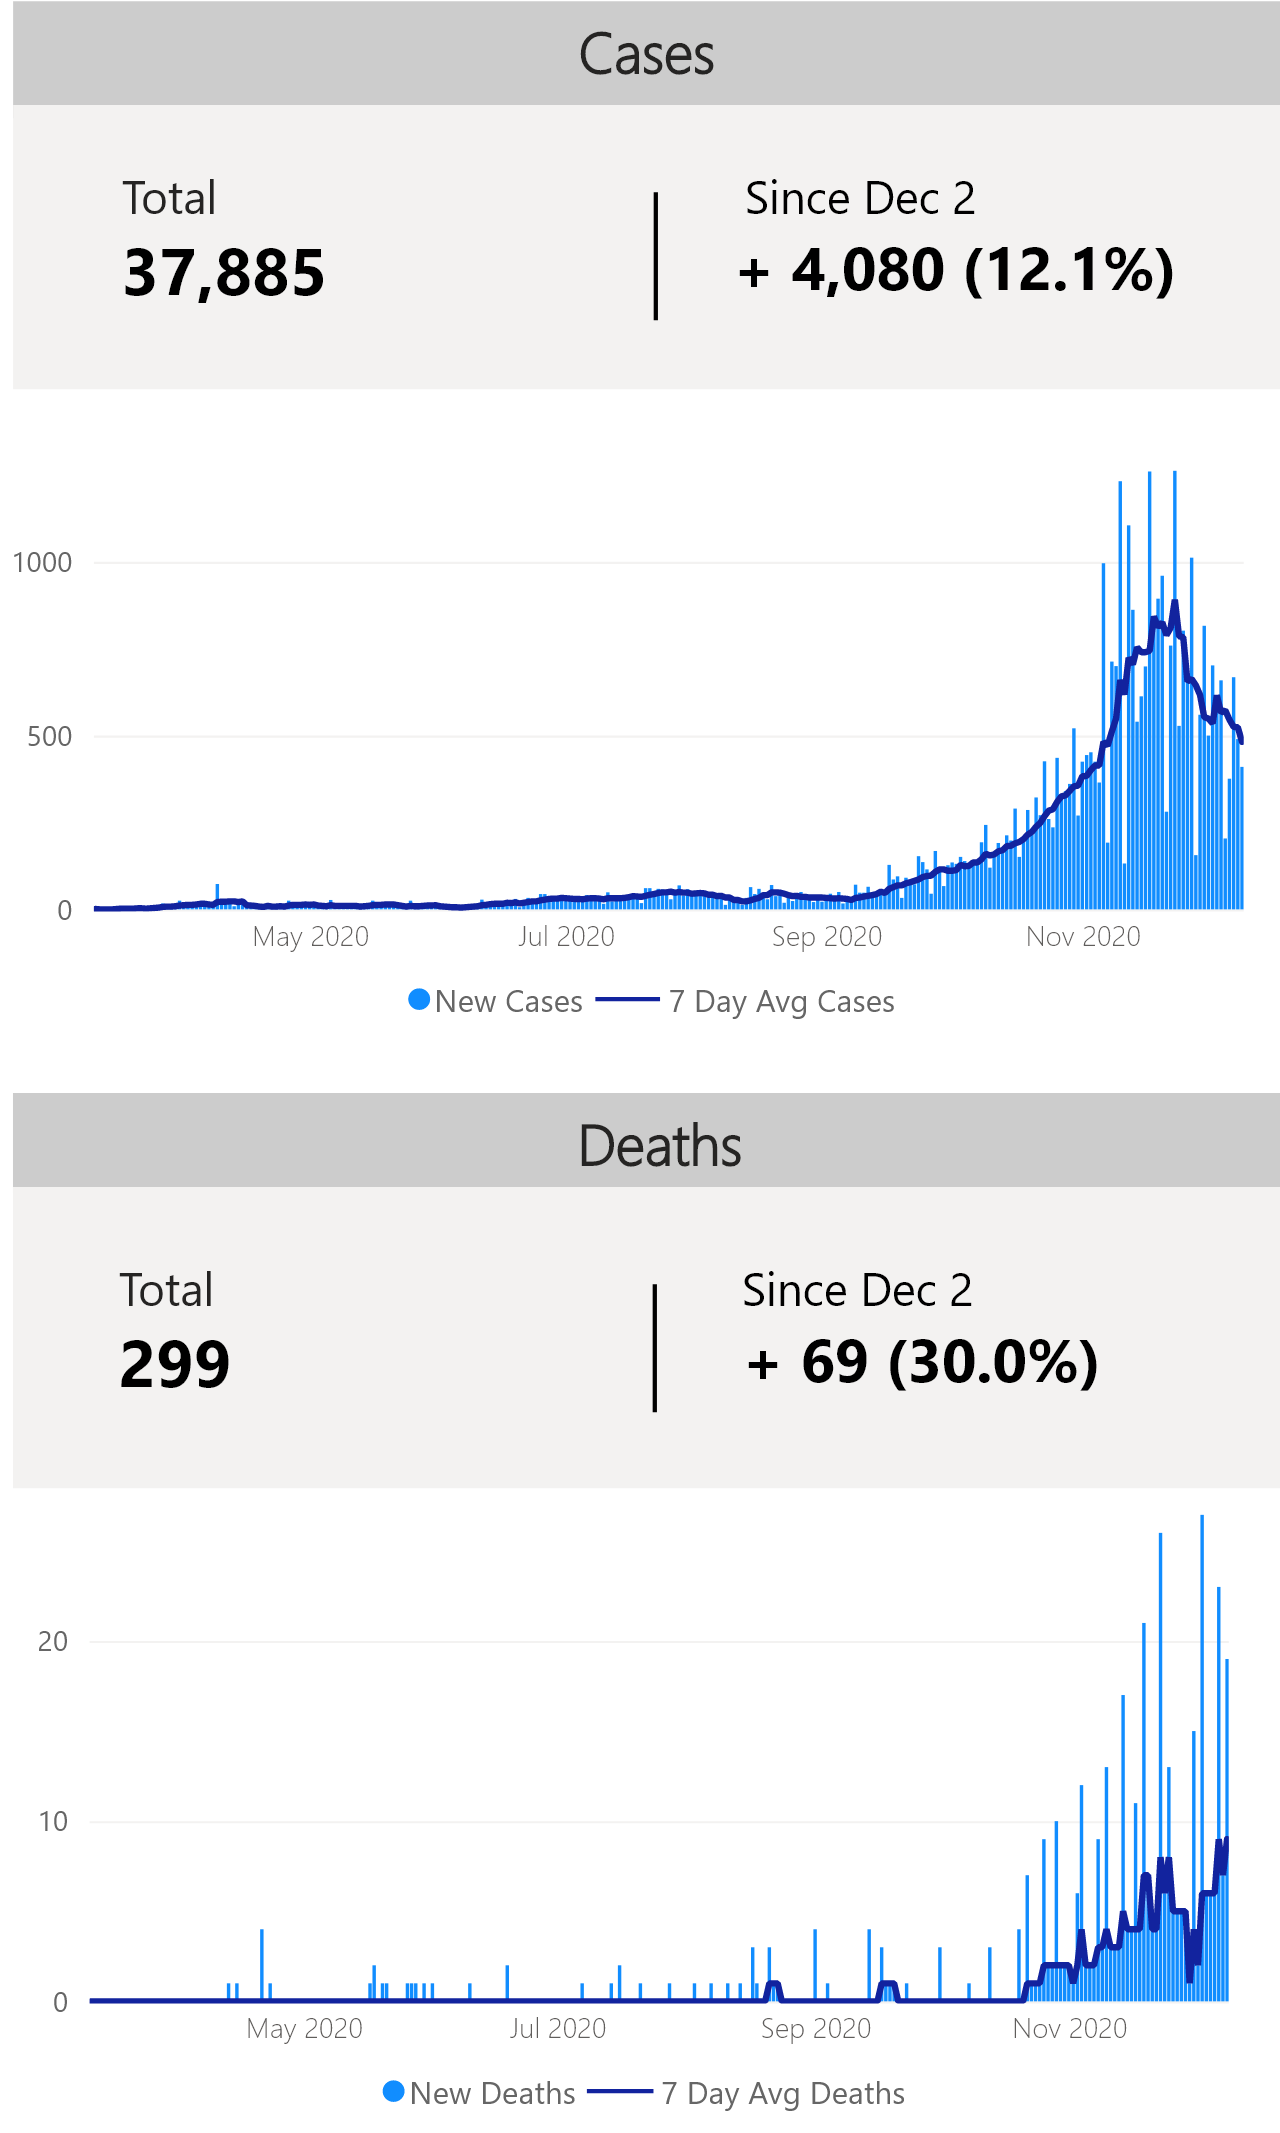 Cases
Total
Since Dec 2
37,885
+ 4,080 (12.1%)
1000
500
0
May 2020
Jul 2020
Sep 2020
Nov 2020
New Cases
7 Day Avg Cases
Deaths
Total
Since Dec 2
299
+ 69 (30.0%)
20
10
0
May 2020
Jul 2020
Sep 2020
Nov 2020
New Deaths
7 Day Avg Deaths